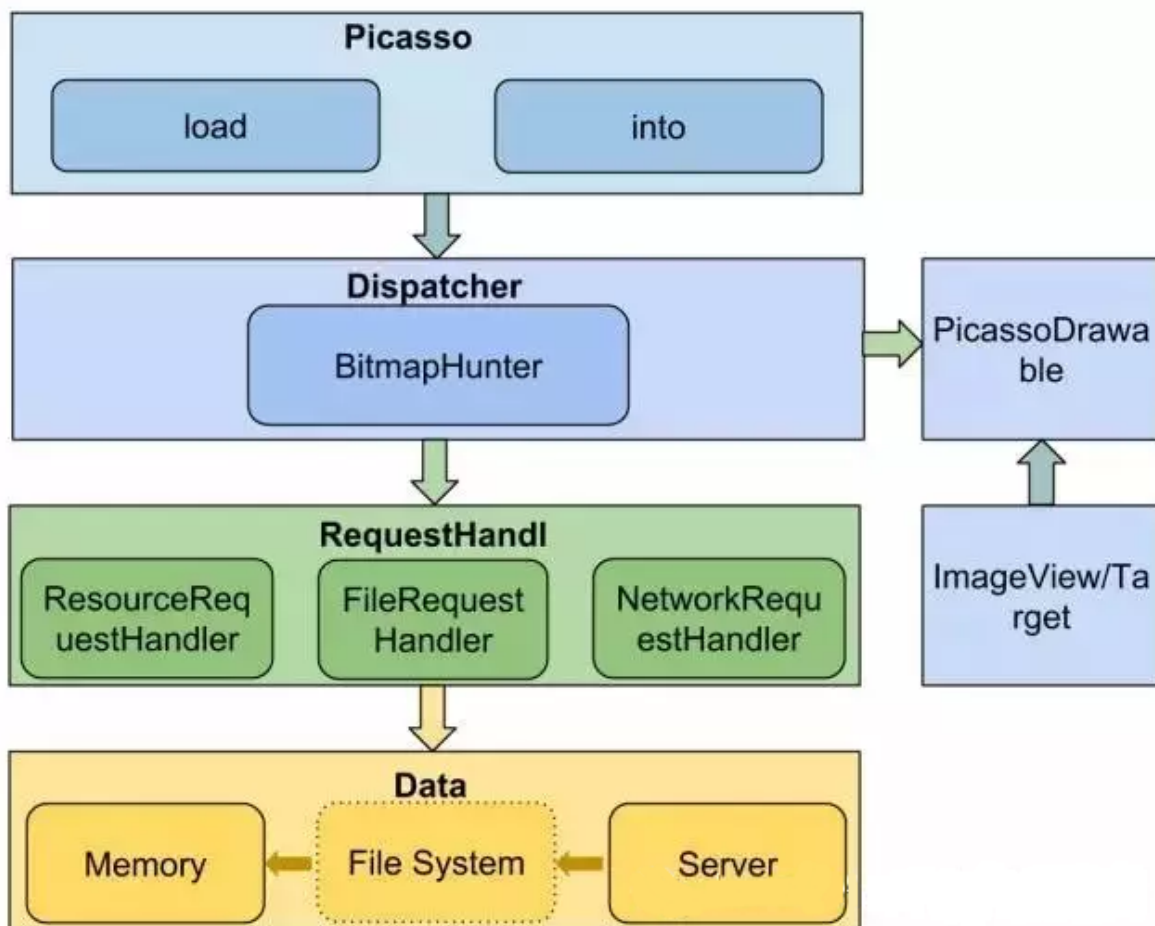 Picasso
load
into
Dispatcher
BitmapHunter
PicassoDrawa
ble
RequestHandl
ResourceReq
uestHandler
FileRequest
Handler
NetworkRequ
estHandler
ImageView/Ta
rget
Data
Memory
File System
Server